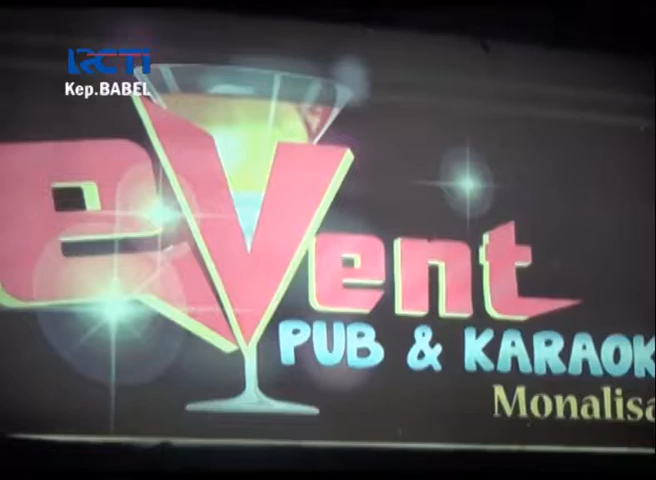 RCTI
Kep.BABEL
eVent
PUB & KARAOK
Monalisa